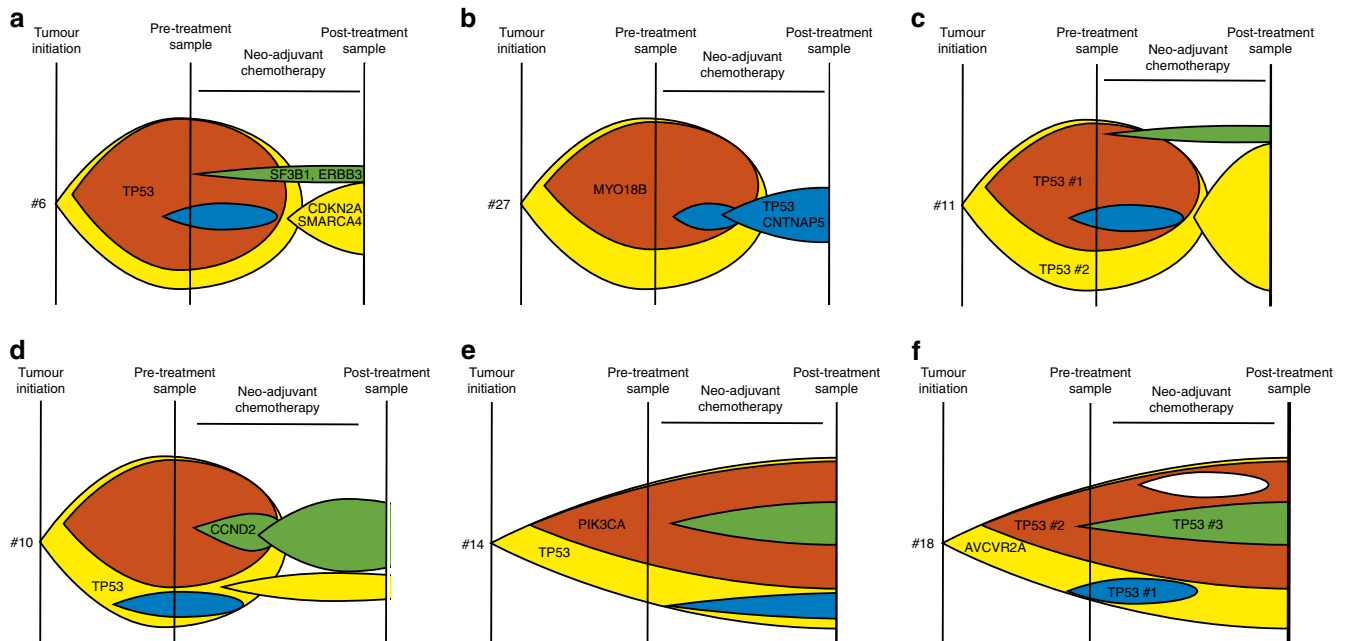 a
Tumour
initiation
Pre-treatment
sample
Post-treatment
sample
Neo-adjuvant
chemotherapy
#6
TP53
SF3B1, ERBB3
CDKN2A
SMARCA4
b
Tumour
initiation
Pre-treatment
sample
Post-treatment
sample
Neo-adjuvant
chemotherapy
#27
MYO18B
TP53
CNTNAP5
c
Tumour
initiation
Pre-treatment
sample
Post-treatment
sample
Neo-adjuvant
chemotherapy
#11
TP53 #1
TP53 #2
d
Tumour
initiation
Pre-treatment
sample
Post-treatment
sample
Neo-adjuvant
chemotherapy
#10
CCND2
TP53
e
Tumour
initiation
Pre-treatment
sample
Post-treatment
sample
Neo-adjuvant
chemotherapy
#14
PIK3CA
TP53
f
Tumour
initiation
Pre-treatment
sample
Post-treatment
sample
Neo-adjuvant
chemotherapy
#18
TP53 #2
TP53 #3
AVCVR2A
TP53 #1